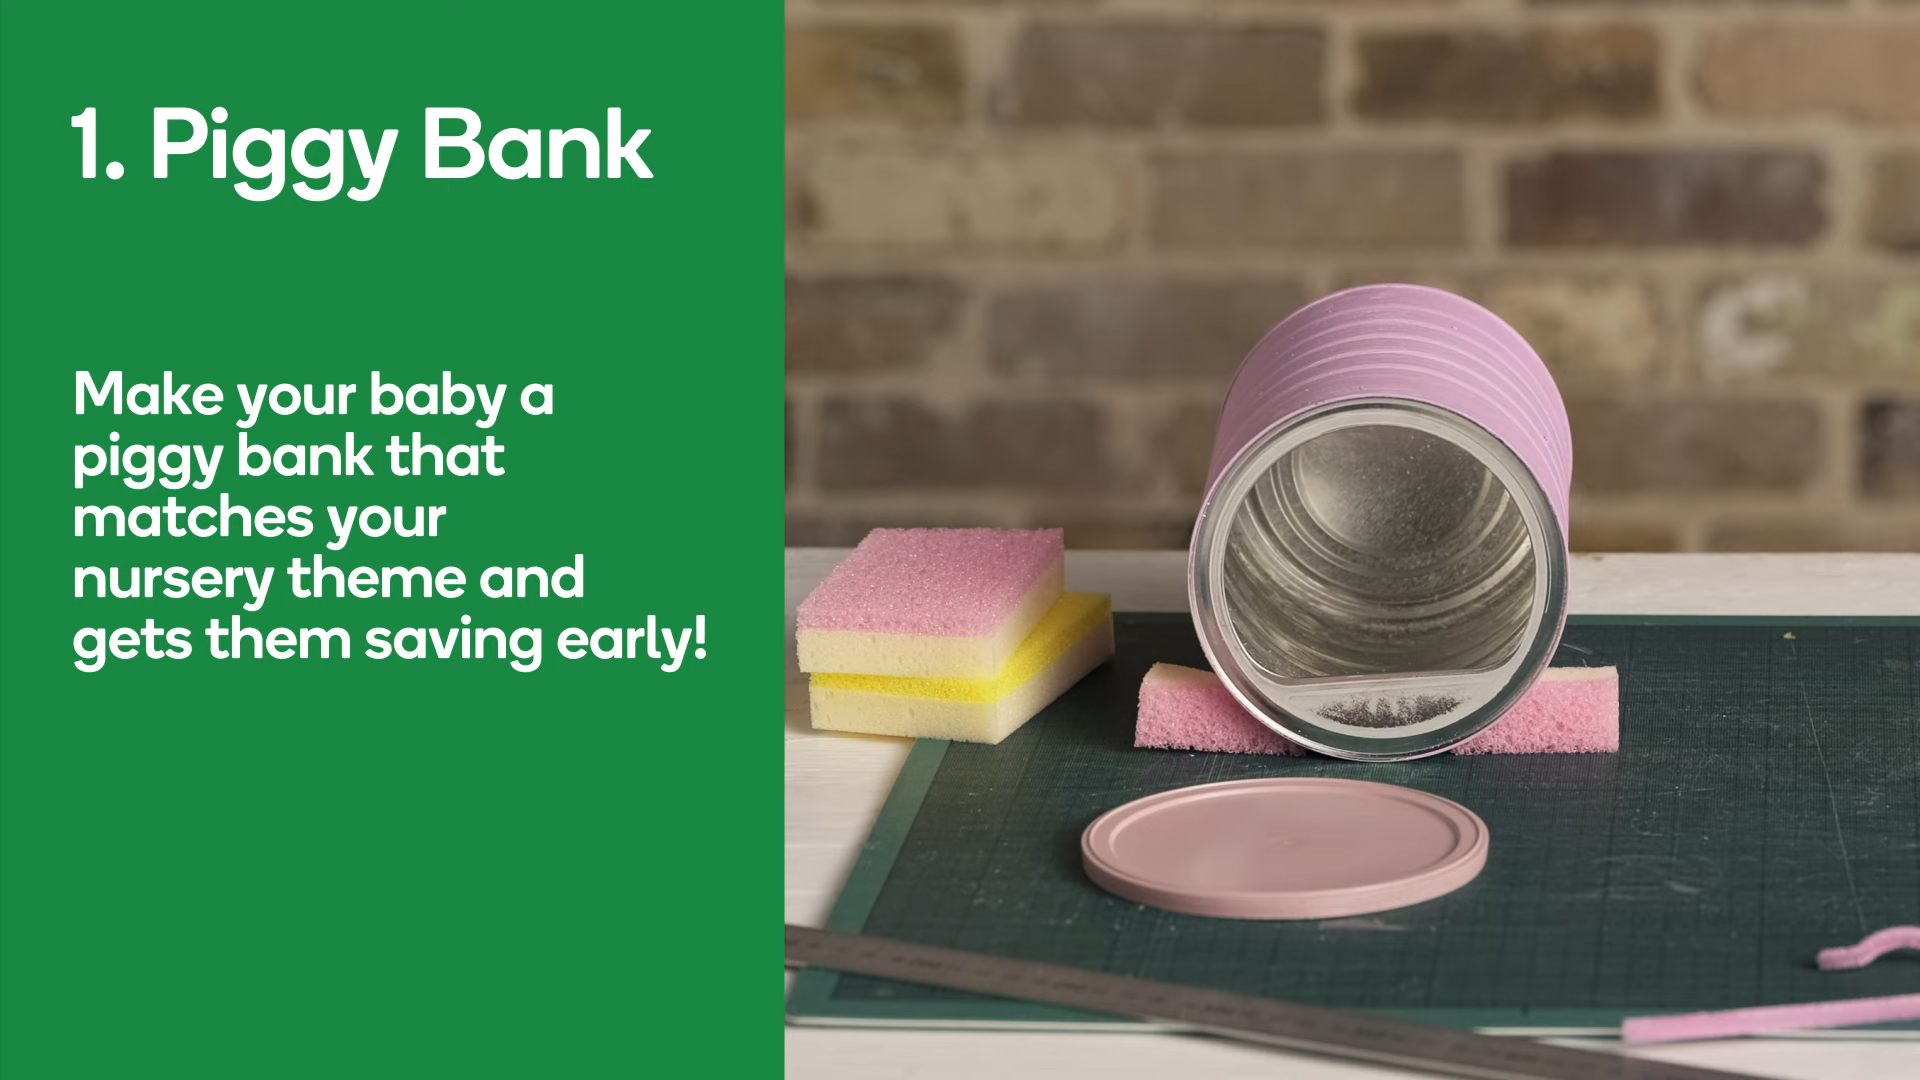 1. Piggy Bank
Make your baby a
piggy bank that
matches your
nursery theme and
gets them saving early!